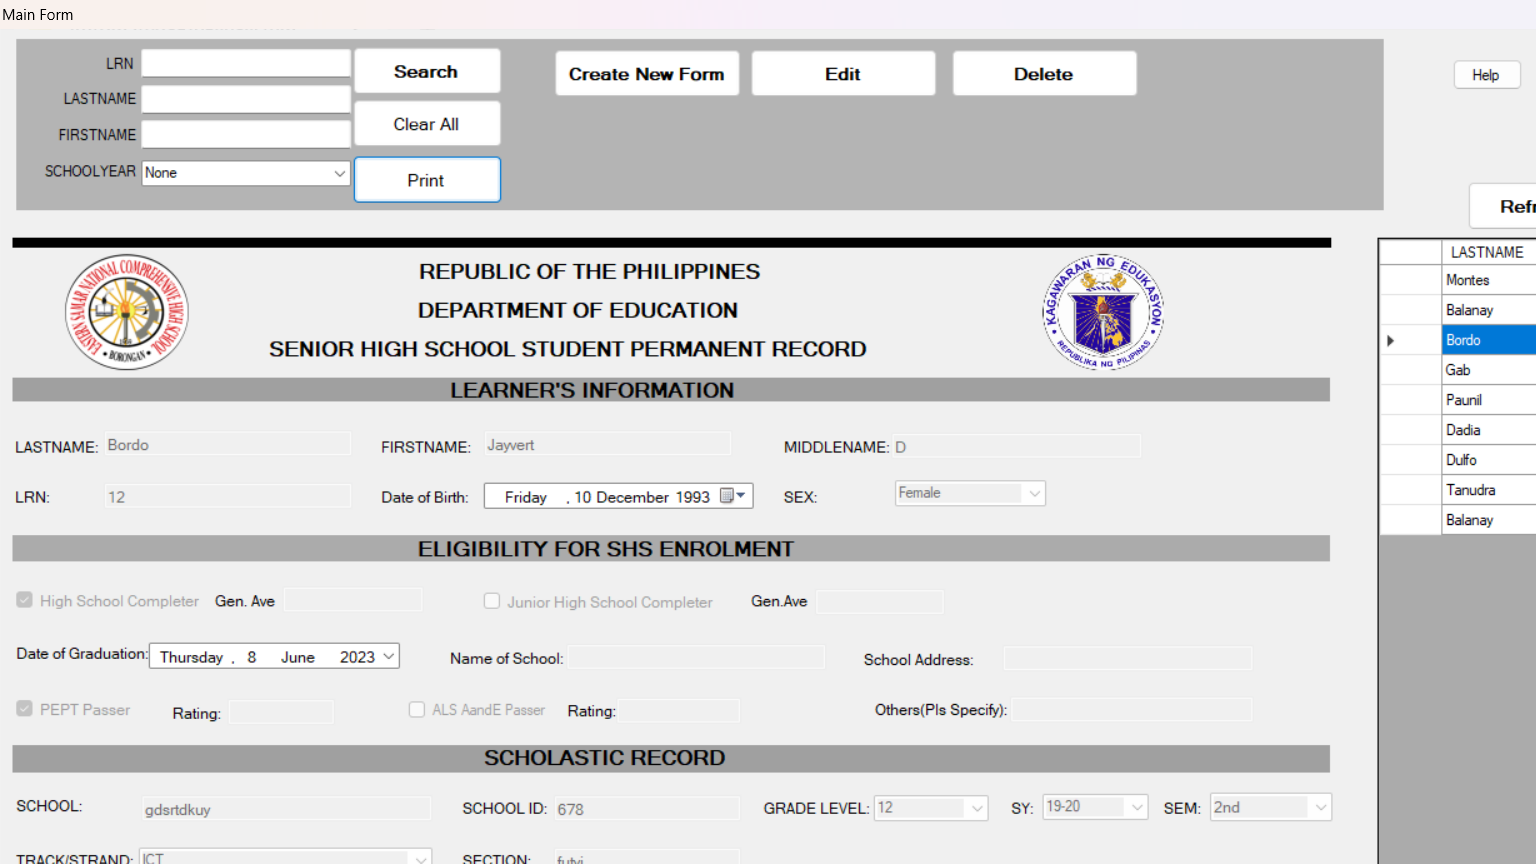 Main Form
LRN
LASTNAME
FIRSTNAME
SCHOOLYEAR None
Search
Clear All
Print
Create New Form Edit Delete
Help
Refr
REPUBLIC OF THE PHILIPPINES
DEPARTMENT OF EDUCATION
SENIOR HIGH SCHOOL STUDENT PERMANENT RECORD
EASTERN SAMAR NATIONAL COMPREHENSIVE HIGH SCHOOL
• BORONGAN •
KAGAWARAN NG EDUKASYON
REPUBLIKA NG PILIPINAS
LEARNER'S INFORMATION
LASTNAME: Bordo FIRSTNAME: Jayvert MIDDLENAME: D
LRN: 12 Date of Birth: Friday , 10 December 1993 SEX: Female
ELIGIBILITY FOR SHS ENROLMENT
High School Completer Gen. Ave Junior High School Completer Gen.Ave
Date of Graduation: Thursday , 8 June 2023 Name of School: School Address:
PEPT Passer Rating: ALS AandE Passer Rating: Others(Pls Specify):
SCHOLASTIC RECORD
SCHOOL: gdsrtdkuy SCHOOL ID: 678 GRADE LEVEL: 12 SY: 19-20 SEM: 2nd
TRACK/STRAND: ICT SECTION:
LASTNAME
Montes
Balanay
Bordo
Gab
Paunil
Dadia
Dulfo
Tanudra
Balanay